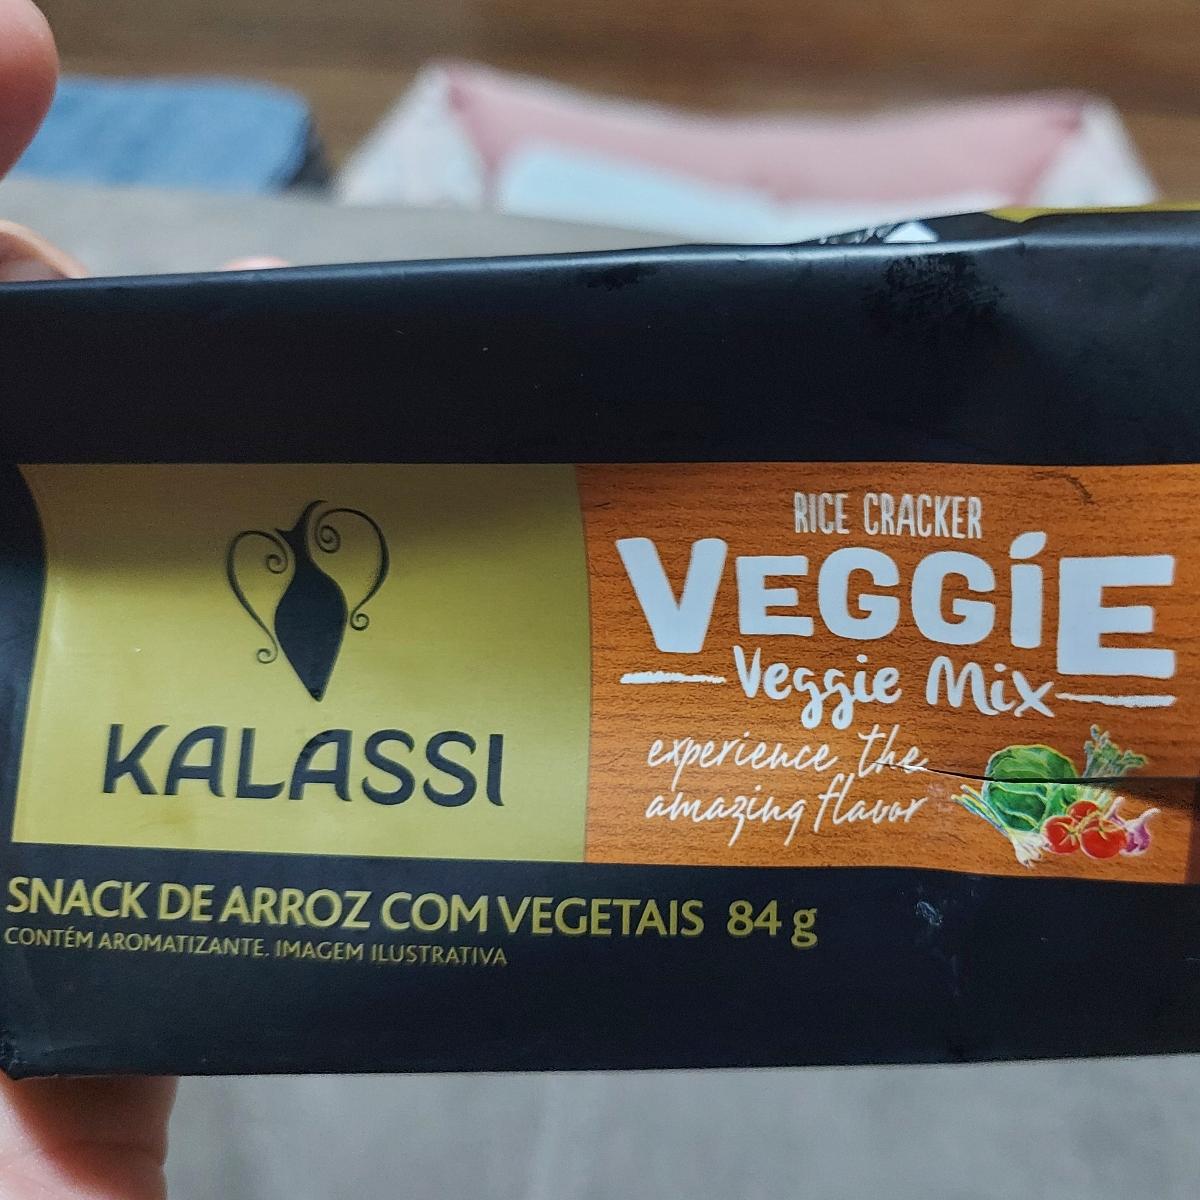 KALASSI
RICE CRACKER
VEGGÍE
Veggie Mix
experience the
amazing flavor
SNACK DE ARROZ COM VEGETAIS 84 g
CONTÉM AROMATIZANTE. IMAGEM ILUSTRATIVA